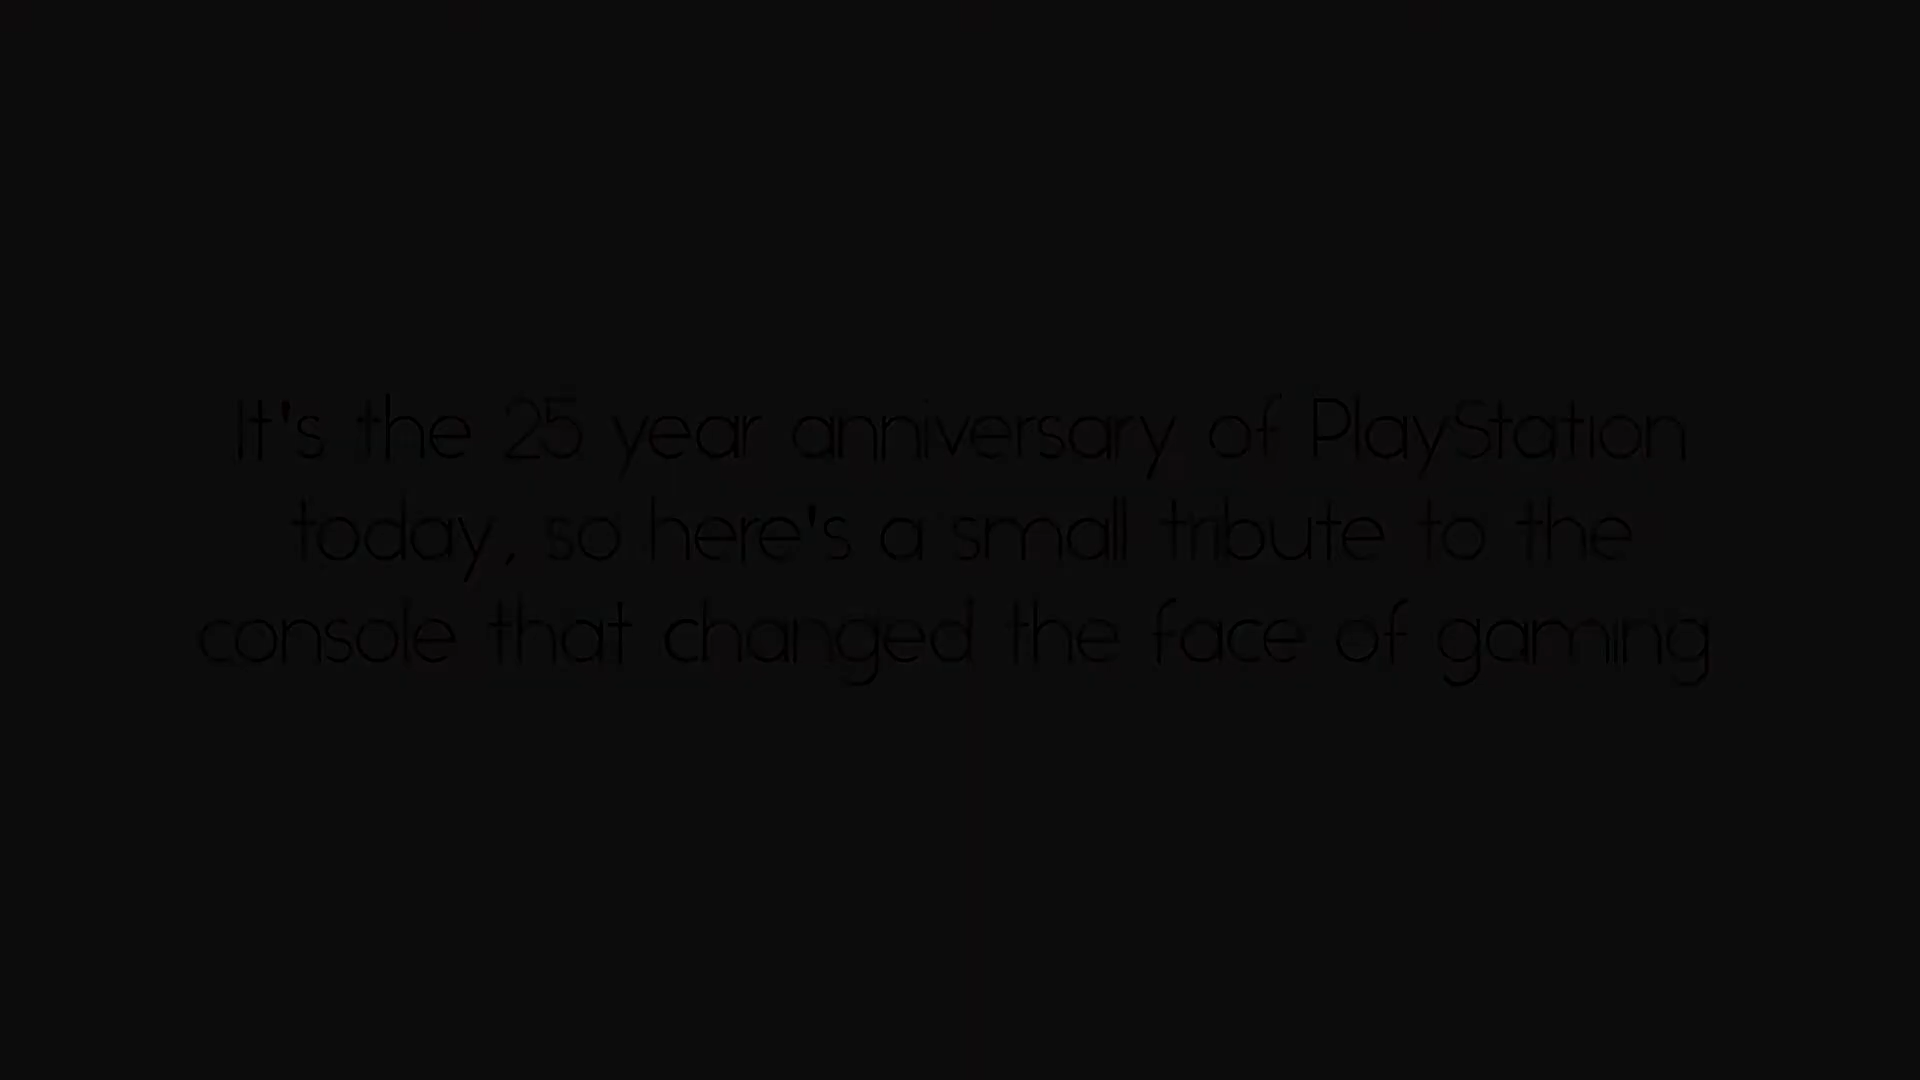 It's the 25 year anniversary of PlayStation
today, so here's a small tribute to the
console that changed the face of gaming